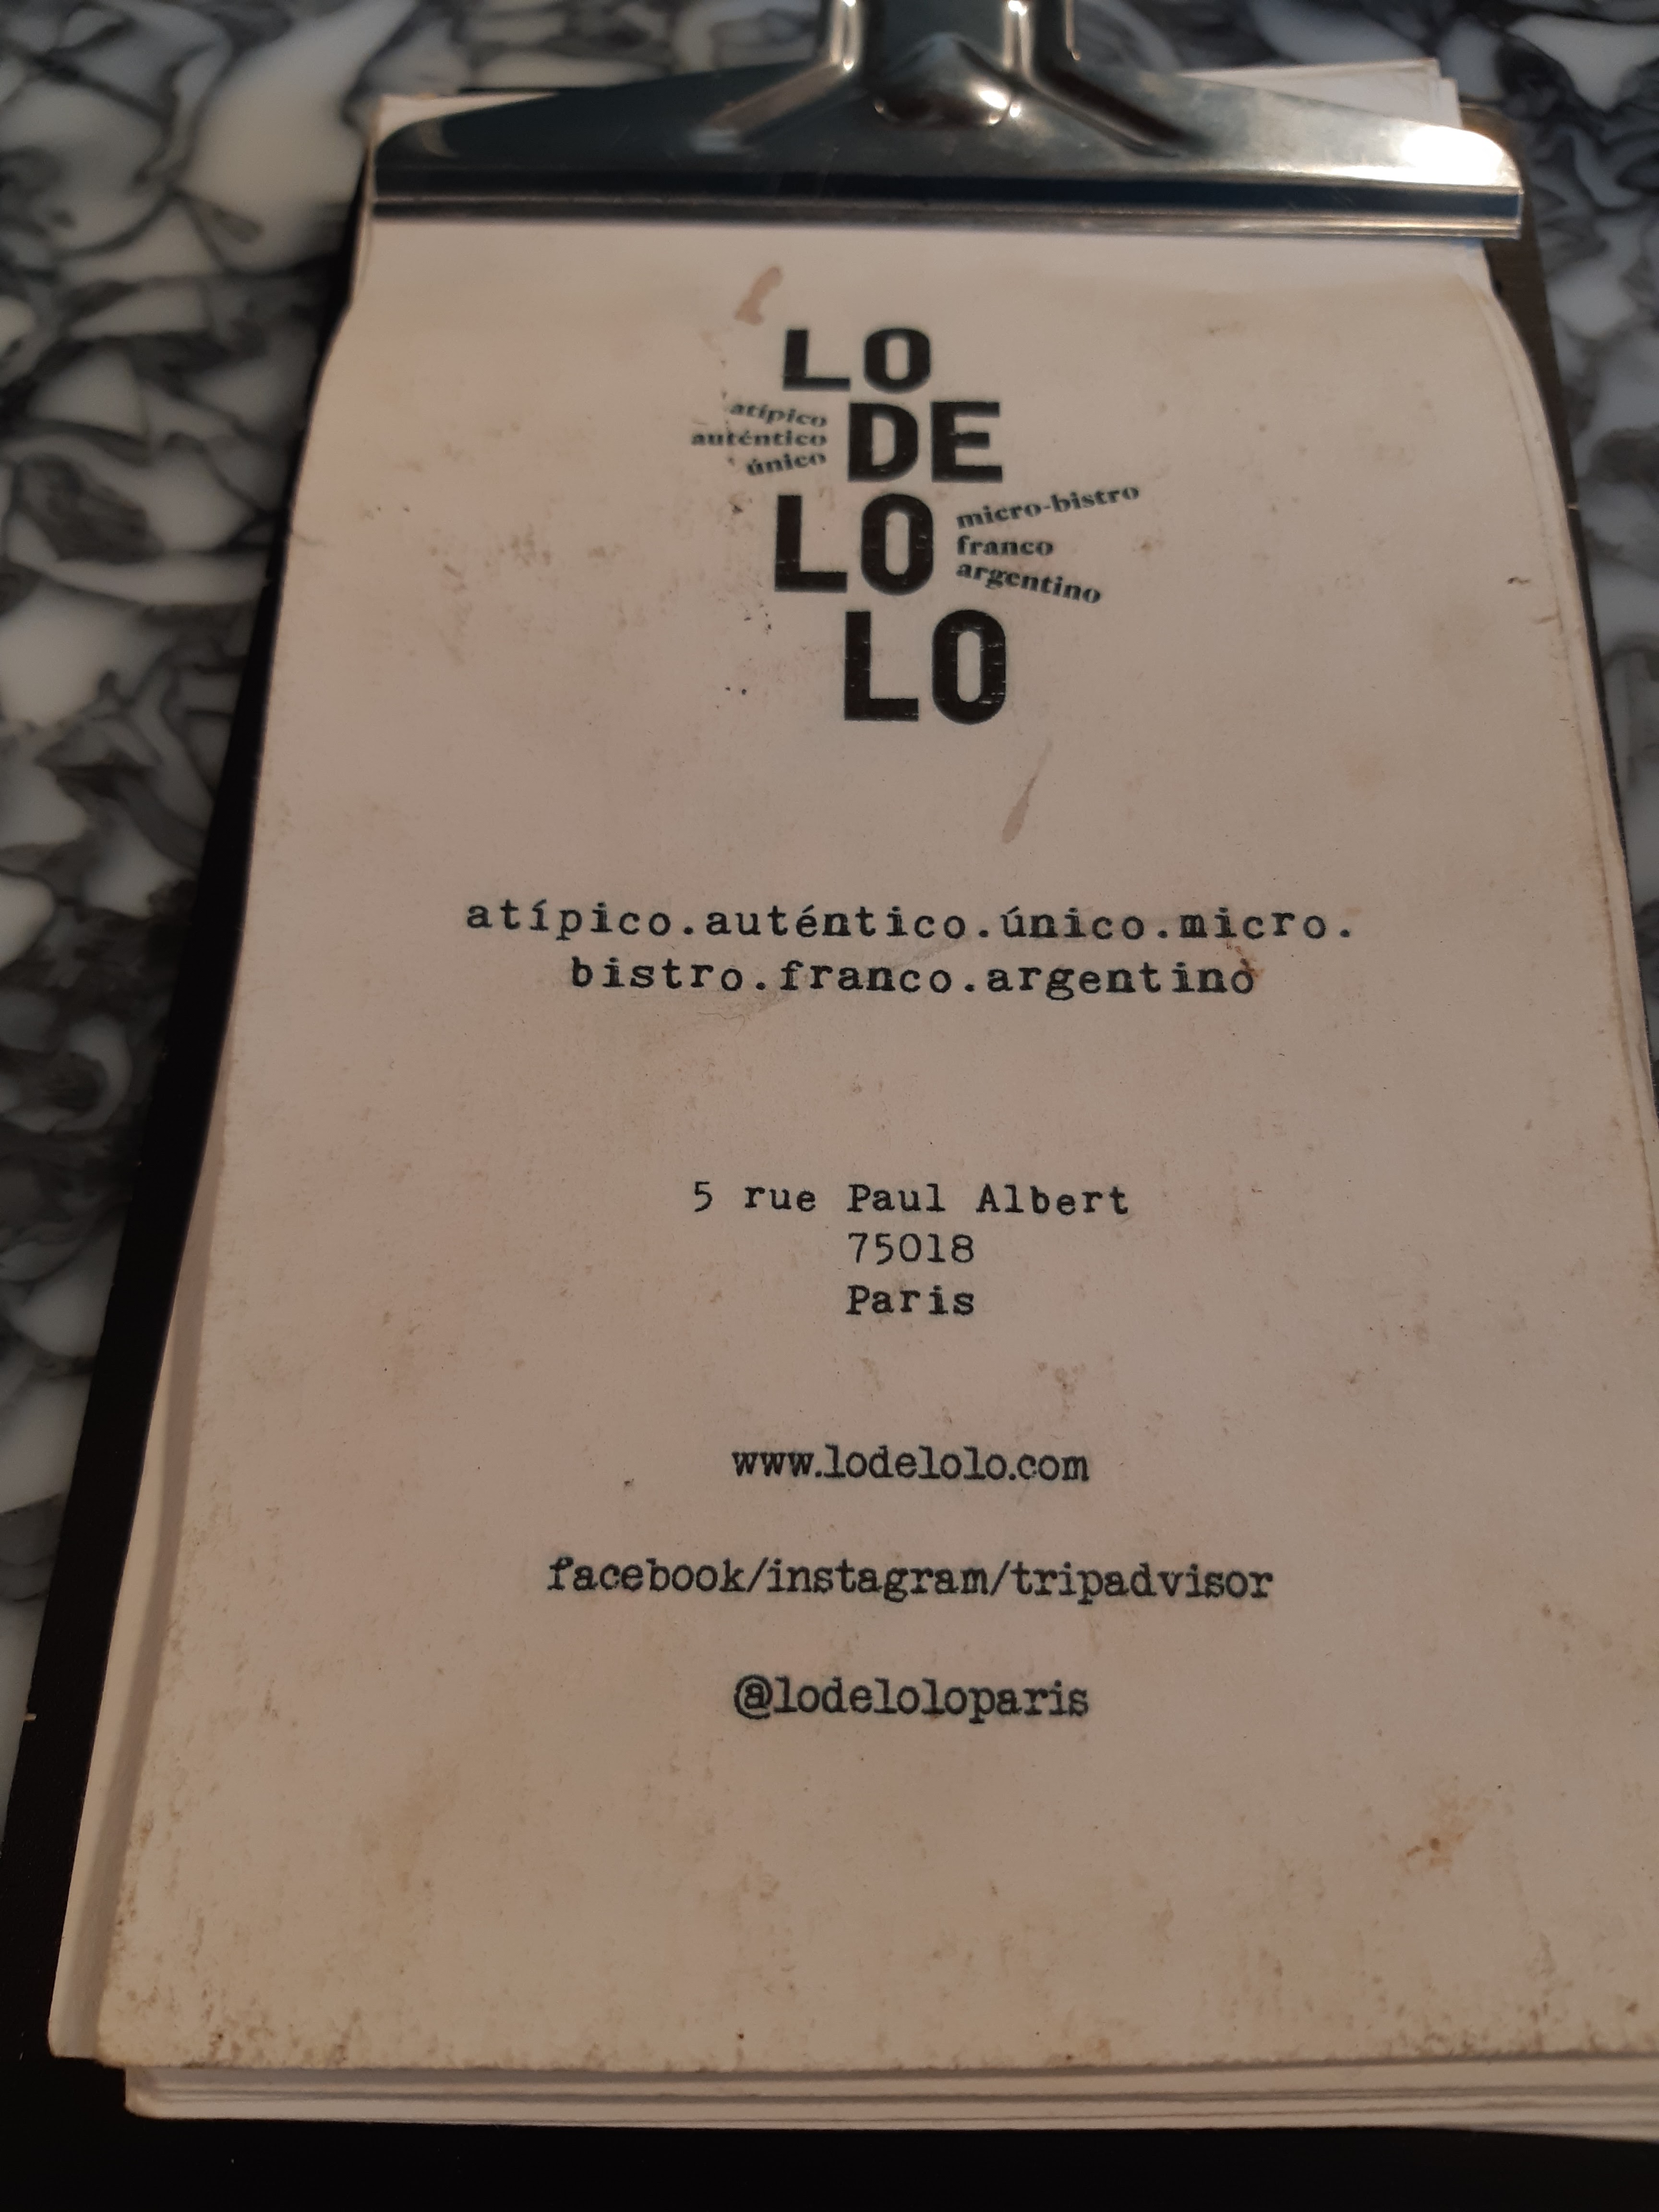 LO
atípico
auténtico
único
DE
LO
micro-bistro
franco
argentino
LO
atípico.auténtico.único.micro.
bistro.franco.argentino
5 rue Paul Albert
75018
Paris
www.lodelolo.com
facebook/instagram/tripadvisor
@lodeloloparis